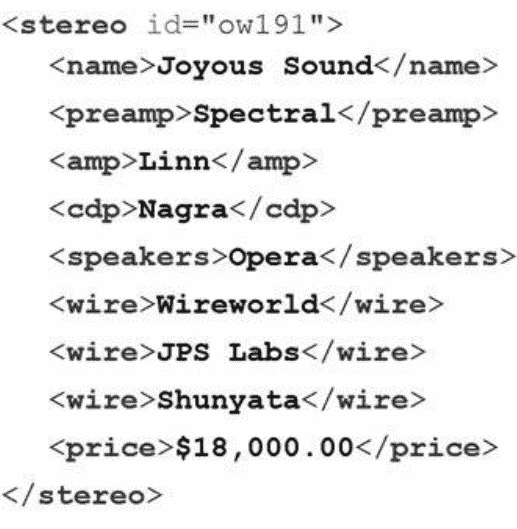 <stereo id="ow191">
<name>Joyous Sound</name>
<preamp>Spectral</preamp>
<amp>Linn</amp>
<cdp>Nagra</cdp>
<speakers>Opera</speakers>
<wire>Wireworld</wire>
<wire>JPS Labs</wire>
<wire>Shunyata</wire>
<price>$18,000.00</price>
</stereo>